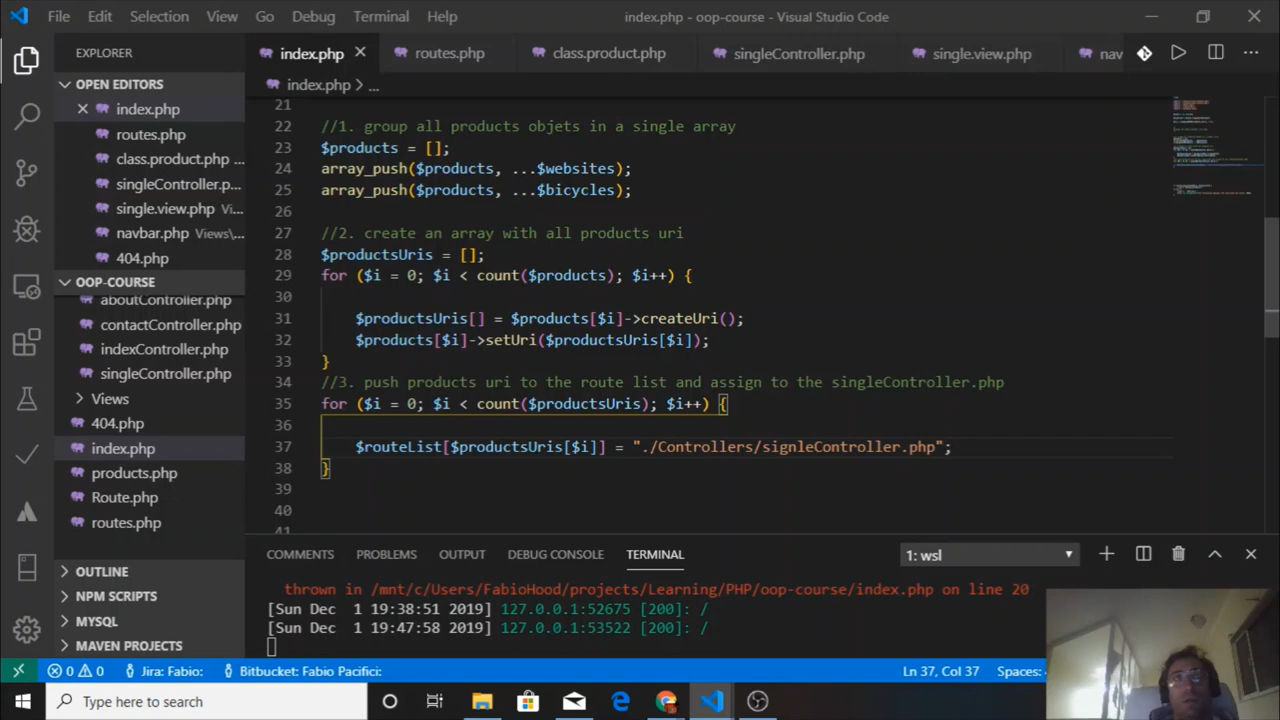 File Edit Selection View Go Debug Terminal Help index.php - oop-course - Visual Studio Code
EXPLORER
index.php routes.php class.product.php singleController.php single.view.php nav
OPEN EDITORS
index.php
routes.php
class.product.php ...
singleController.p...
single.view.php Vi...
navbar.php Views\...
404.php
OOP-COURSE
aboutController.php
contactController.php
indexController.php
singleController.php
Views
404.php
index.php
products.php
Route.php
routes.php
OUTLINE
NPM SCRIPTS
MYSQL
MAVEN PROJECTS
index.php > ...
21
22 //1. group all products objets in a single array
23 $products = [];
24 array_push($products, ...$websites);
25 array_push($products, ...$bicycles);
26
27 //2. create an array with all products uri
28 $productsUris = [];
29 for ($i = 0; $i < count($products); $i++) {
30
31 $productsUris[] = $products[$i]->createUri();
32 $products[$i]->setUri($productsUris[$i]);
33 }
34 //3. push products uri to the route list and assign to the singleController.php
35 for ($i = 0; $i < count($productsUris); $i++) {
36
37 $routeList[$productsUris[$i]] = "./Controllers/signleController.php";
38 }
39
40
41
COMMENTS PROBLEMS OUTPUT DEBUG CONSOLE TERMINAL 1: wsl
thrown in /mnt/c/Users/FabioHood/projects/Learning/PHP/oop-course/index.php on line 20
[Sun Dec 1 19:38:51 2019] 127.0.0.1:52675 [200]: /
[Sun Dec 1 19:47:58 2019] 127.0.0.1:53522 [200]: /
0 0 Jira: Fabio: Bitbucket: Fabio Pacifici: Ln 37, Col 37 Spaces:
Type here to search